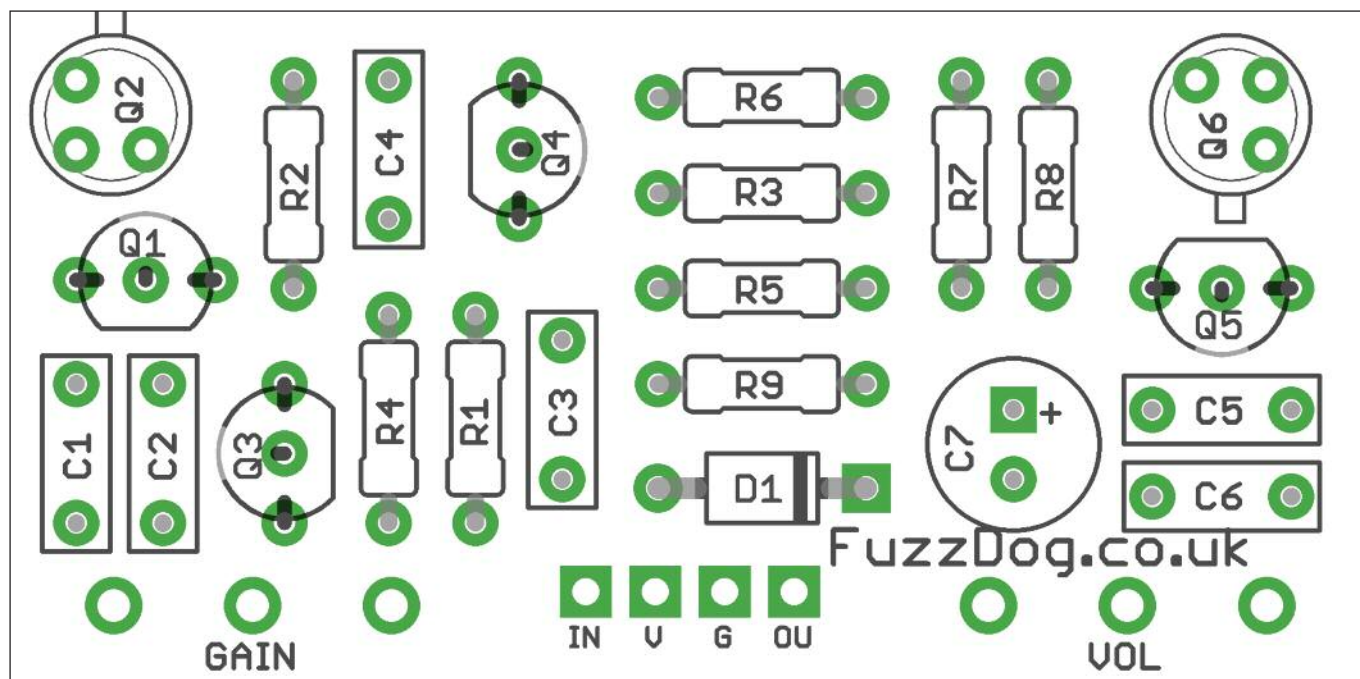 Q2
R2
C4
Q4
R6
R3
R5
R9
R7
R8
Q6
Q1
Q5
C1
C2
Q3
R4
R1
C3
D1
C7
+
C5
C6
FuzzDog.co.uk
GAIN
IN V G OU
VOL